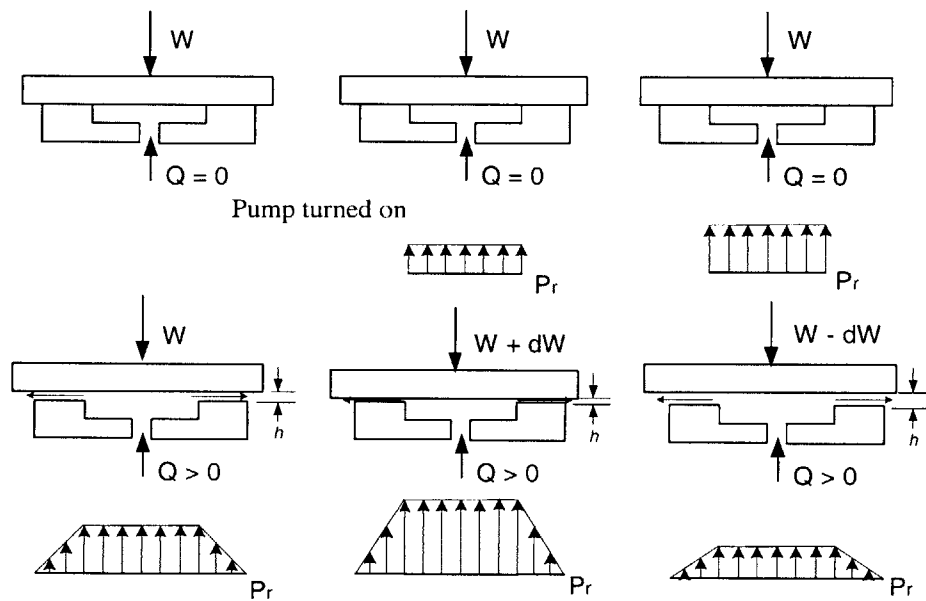 W
W
W
Q = 0
Q = 0
Q = 0
Pump turned on
Pr
Pr
W
W + dW
W - dW
h
h
h
Q > 0
Q > 0
Q > 0
Pr
Pr
Pr